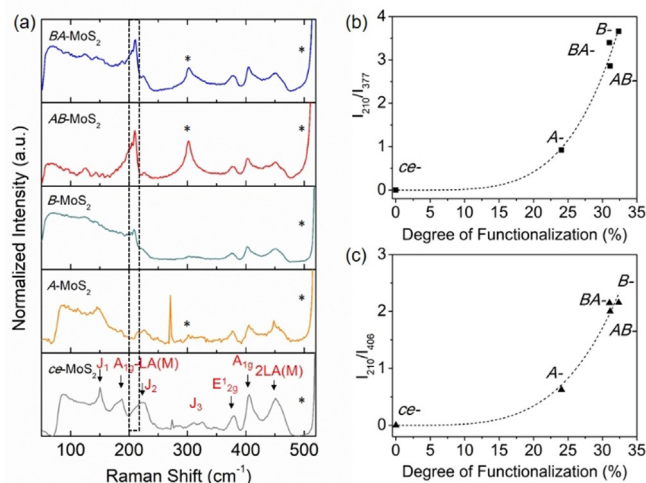 (a)
BA-MoS2
*
*
AB-MoS2
*
*
B-MoS2
*
A-MoS2
*
*
ce-MoS2
J1
A1g-LA(M)
J2
J3
E12g
A1g
2LA(M)
*
Normalized Intensity (a.u.)
100 200 300 400 500
Raman Shift (cm-1)
(b)
I210/I377
4
3
2
1
0
ce-
A-
BA-
B-
AB-
0 5 10 15 20 25 30 35
Degree of Functionalization (%)
(c)
I210/I406
4
3
2
1
0
ce-
A-
BA-
B-
AB-
0 5 10 15 20 25 30 35
Degree of Functionalization (%)